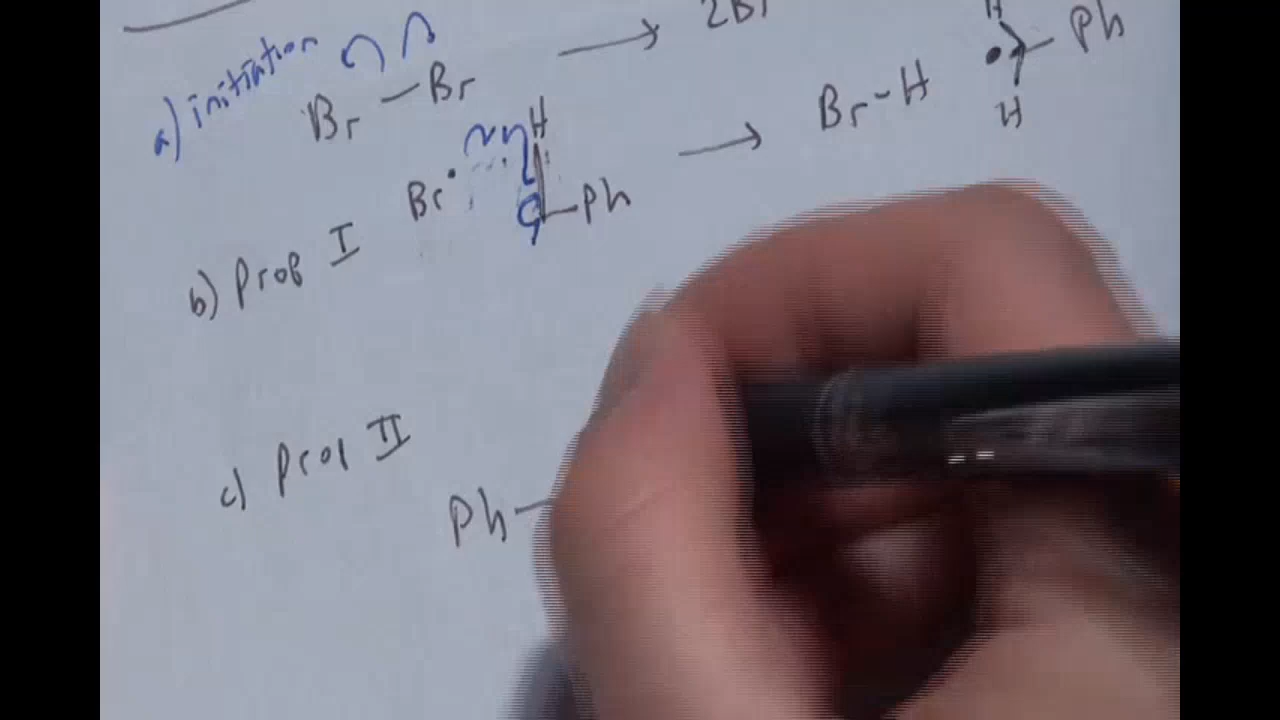 a) initiation
Br — Br → 2Br
b) Prop I Br• H Ph → Br-H H • Ph H
c) Prop II
Ph